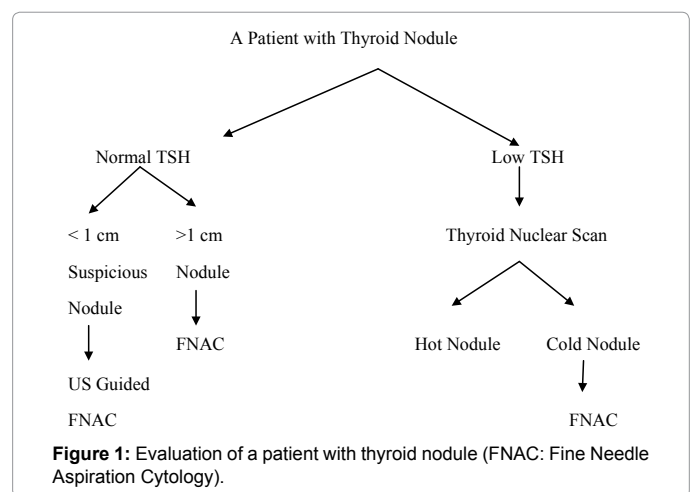 A Patient with Thyroid Nodule
Normal TSH
Low TSH
< 1 cm
Suspicious
Nodule
>1 cm
Nodule
Thyroid Nuclear Scan
FNAC
Hot Nodule
Cold Nodule
US Guided
FNAC
FNAC
Figure 1: Evaluation of a patient with thyroid nodule (FNAC: Fine Needle
Aspiration Cytology).